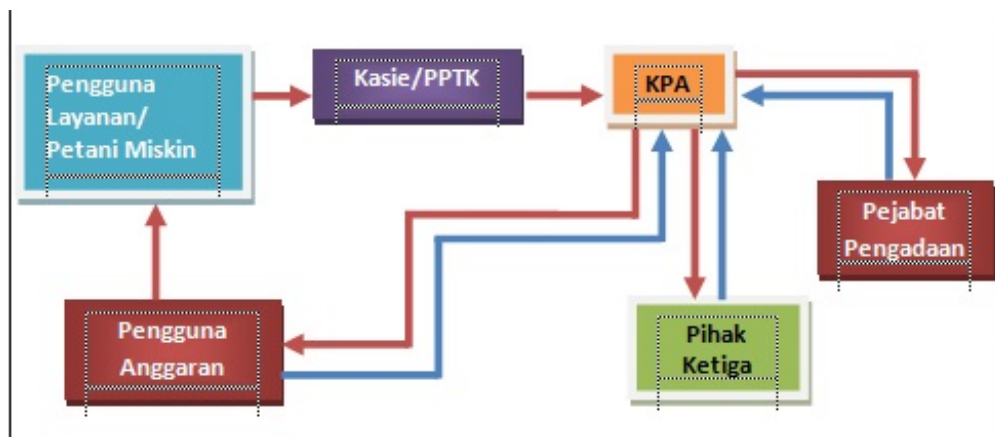 Pengguna
Layanan/
Petani Miskin
Kasie/PPTK
KPA
Pejabat
Pengadaan
Pengguna
Anggaran
Pihak
Ketiga